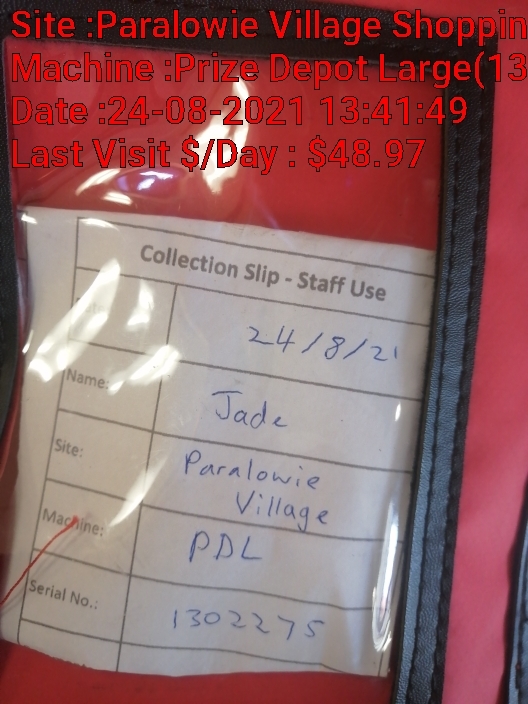 Site :Paralowie Village Shoppin
Machine :Prize Depot Large(13
Date :24-08-2021 13:41:49
Last Visit $/Day : $48.97
Collection Slip - Staff Use
24/8/21
Name: Jade
Site: Paralowie
Village
Machine: PDL
Serial No.: 1302275